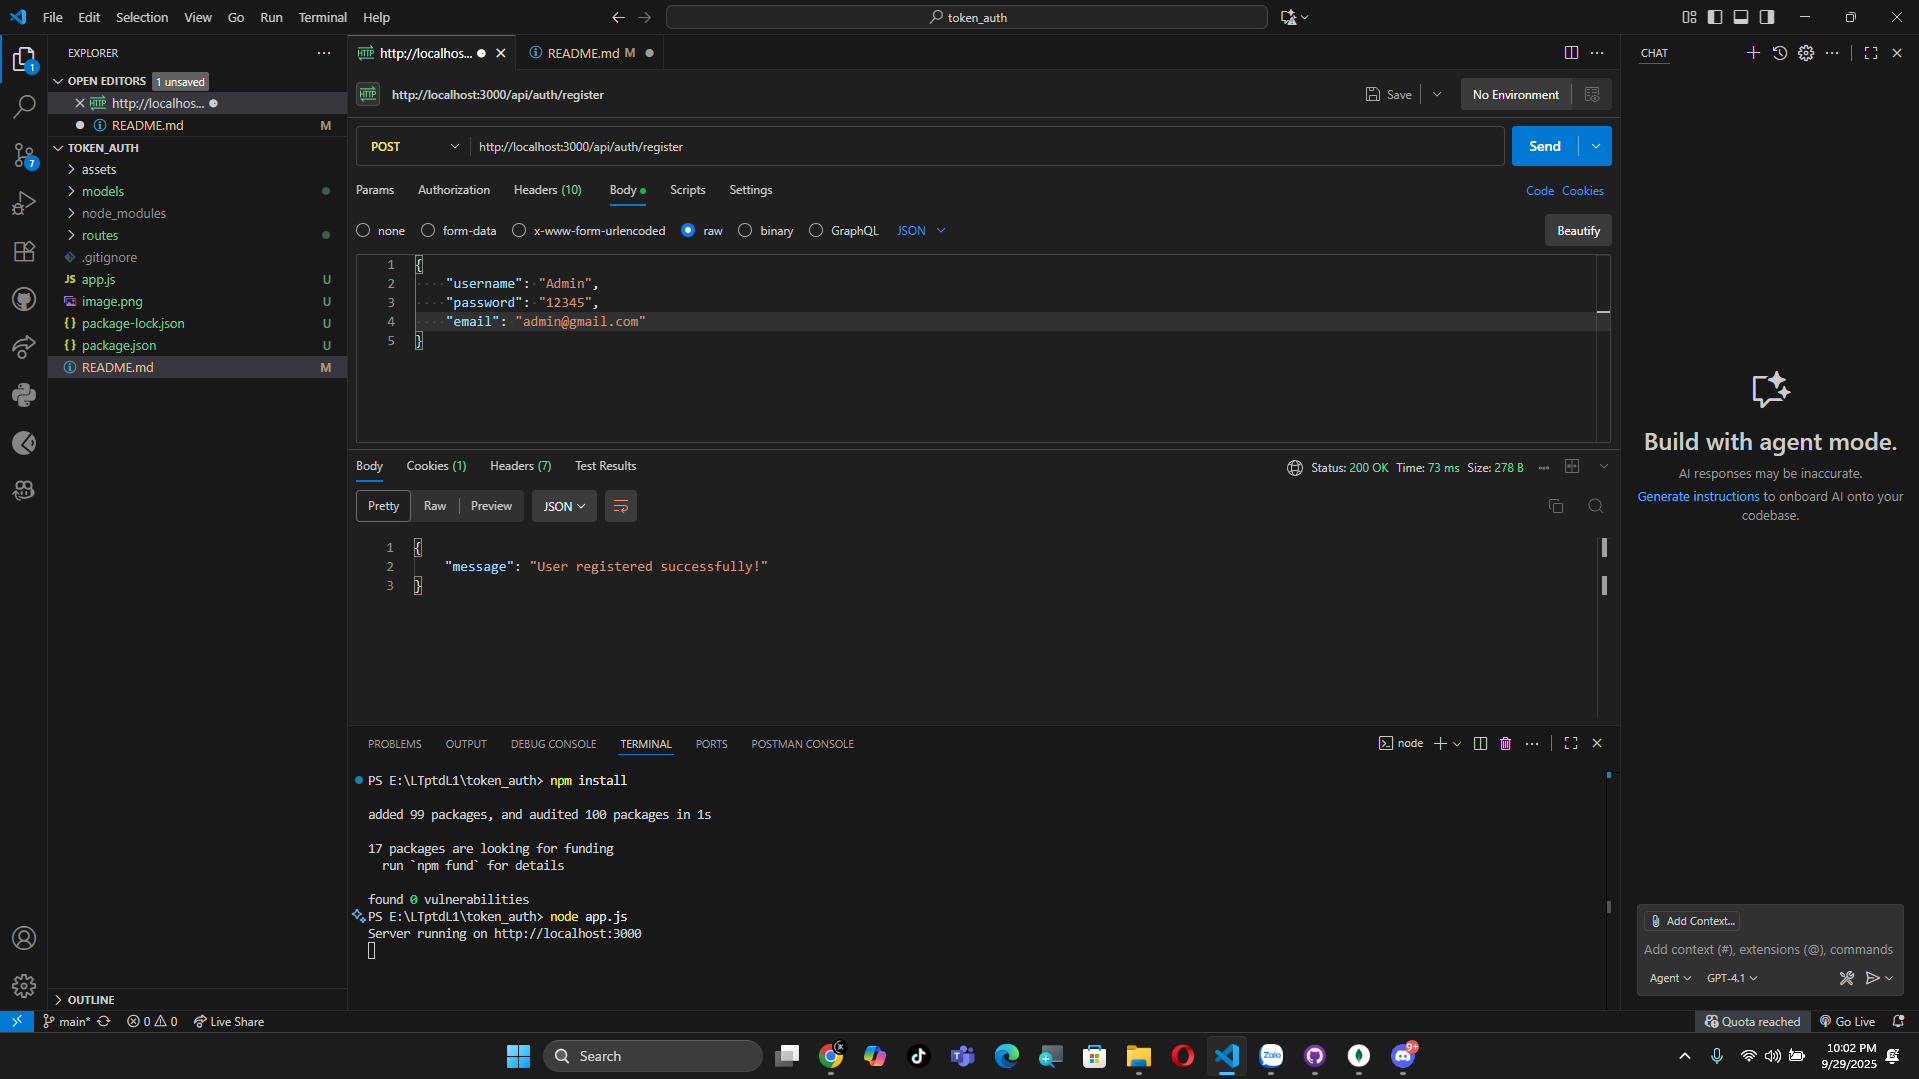 File Edit Selection View Go Run Terminal Help
token_auth
EXPLORER
OPEN EDITORS 1 unsaved
http://localhos...
README.md M
TOKEN_AUTH
assets
models
node_modules
routes
.gitignore
JS app.js U
image.png U
{} package-lock.json U
{} package.json U
README.md M
OUTLINE
HTTP http://localhos...
README.md M
HTTP http://localhost:3000/api/auth/register
Save
No Environment
POST http://localhost:3000/api/auth/register
Send
Params Authorization Headers (10) Body Scripts Settings
Code Cookies
none form-data x-www-form-urlencoded raw binary GraphQL JSON
Beautify
1 {
2 "username": "Admin",
3 "password": "12345",
4 "email": "admin@gmail.com"
5 }
Body Cookies (1) Headers (7) Test Results
Status: 200 OK Time: 73 ms Size: 278 B
Pretty Raw Preview JSON
1 {
2 "message": "User registered successfully!"
3 }
PROBLEMS OUTPUT DEBUG CONSOLE TERMINAL PORTS POSTMAN CONSOLE
node
PS E:\LTptdL1\token_auth> npm install
added 99 packages, and audited 100 packages in 1s
17 packages are looking for funding
run `npm fund` for details
found 0 vulnerabilities
PS E:\LTptdL1\token_auth> node app.js
Server running on http://localhost:3000
CHAT
Build with agent mode.
AI responses may be inaccurate.
Generate instructions to onboard AI onto your
codebase.
Add Context...
Add context (#), extensions (@), commands
Agent GPT-4.1
1
7
main* 0 0 Live Share
Quota reached Go Live
Search
Zalo
9+
10:02 PM
9/29/2025